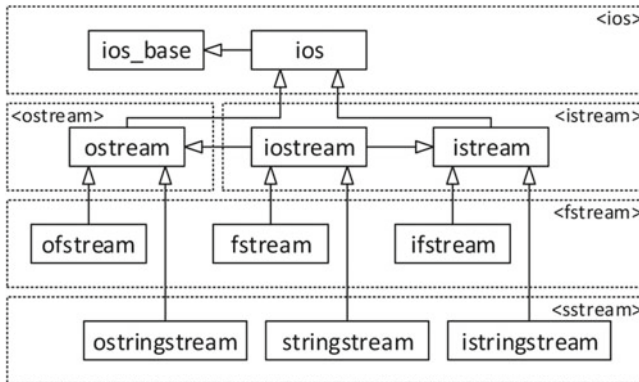 <ios>
ios_base
ios
<ostream>
<istream>
ostream
iostream
istream
<fstream>
ofstream
fstream
ifstream
<sstream>
ostringstream
stringstream
istringstream